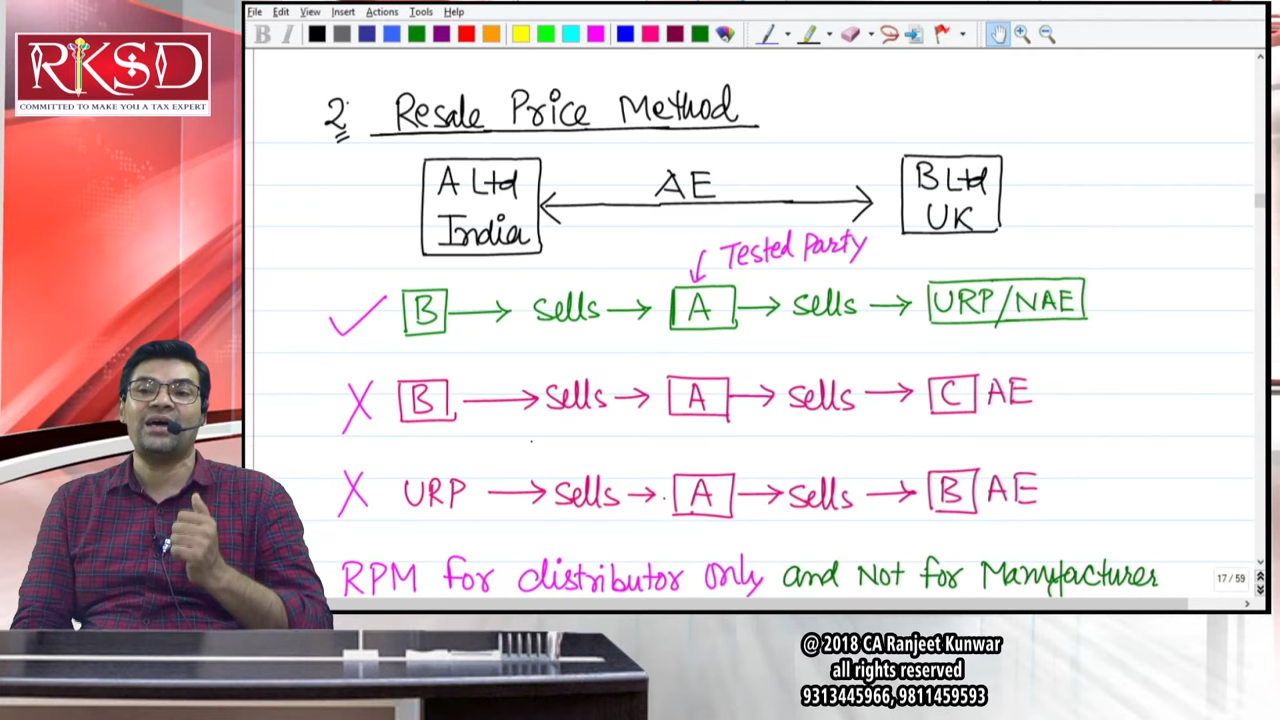 File Edit View Insert Actions Tools Help
RKSD
COMMITTED TO MAKE YOU A TAX EXPERT
2. Resale Price Method
A Ltd India AE B Ltd UK
Tested Party
B → sells → A → sells → URP/NAE
B → sells → A → sells → C AE
URP → sells → A → sells → B AE
RPM for distributor only and Not for Manufacturer
17 / 59
@ 2018 CA Ranjeet Kunwar
all rights reserved
9313445966, 9811459593